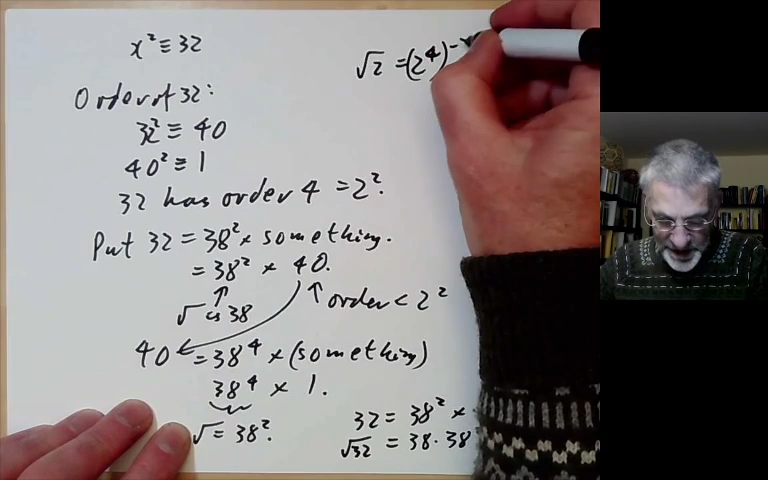 x² ≡ 32
√2 = (2⁴)⁻
Order of 32:
32² ≡ 40
40² ≡ 1
32 has order 4 = 2².
Put 32 = 38² × something.
= 38² × 40.
√ is 38
↑ order < 2²
40 = 38⁴ × (something)
38⁴ × 1.
√ = 38².
32 = 38² ×
√32 = 38 · 38